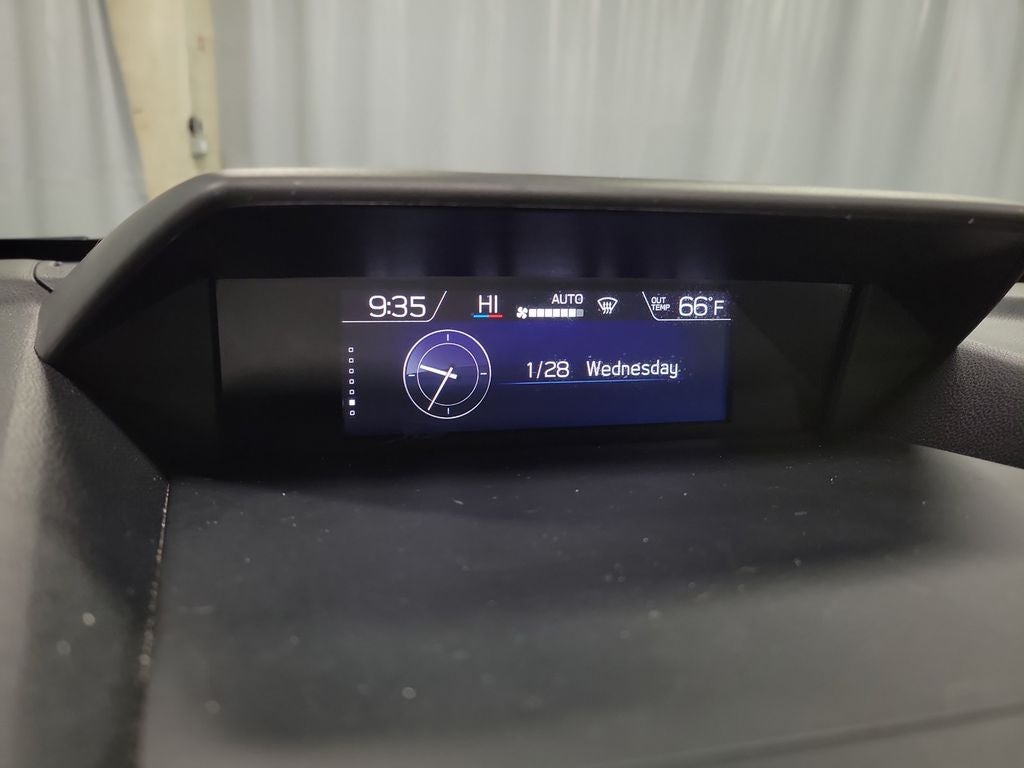 9:35
HI
AUTO
OUT
TEMP
66°F
1/28 Wednesday